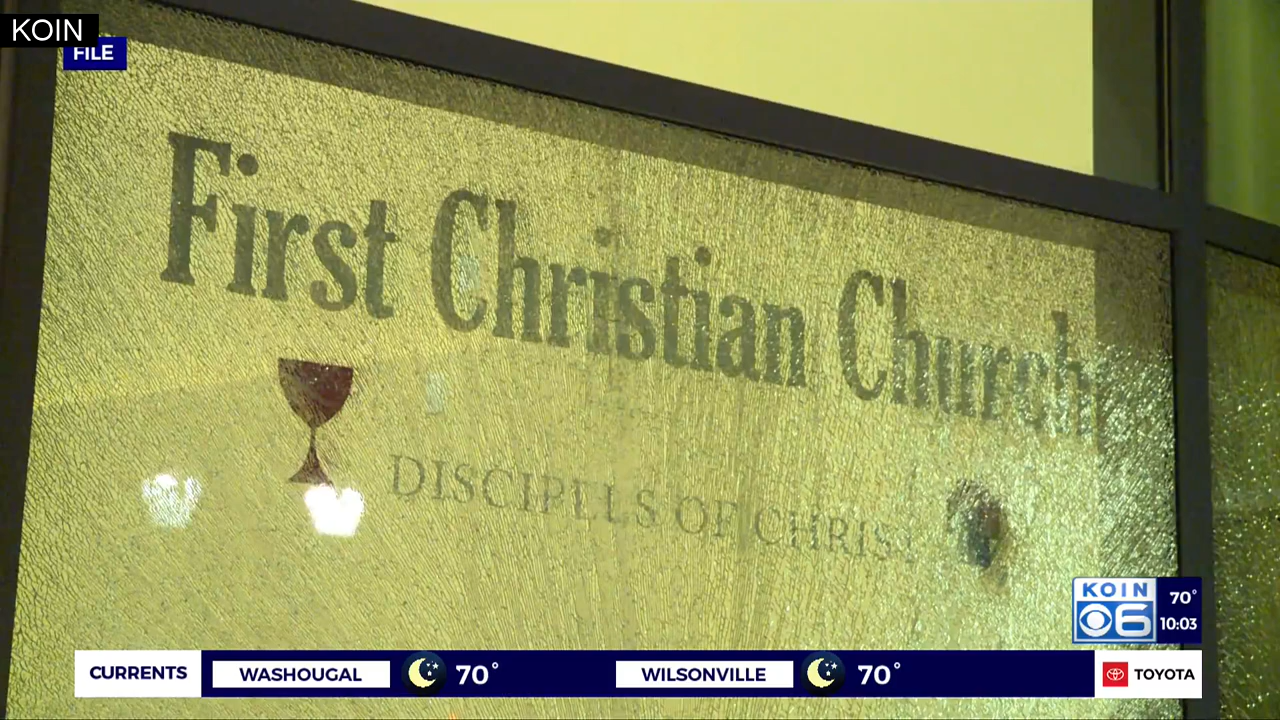 KOIN
FILE
First Christian Church
DISCIPLES OF CHRIST
KOIN
6
70°
10:03
CURRENTS
WASHOUGAL
70°
WILSONVILLE
70°
TOYOTA